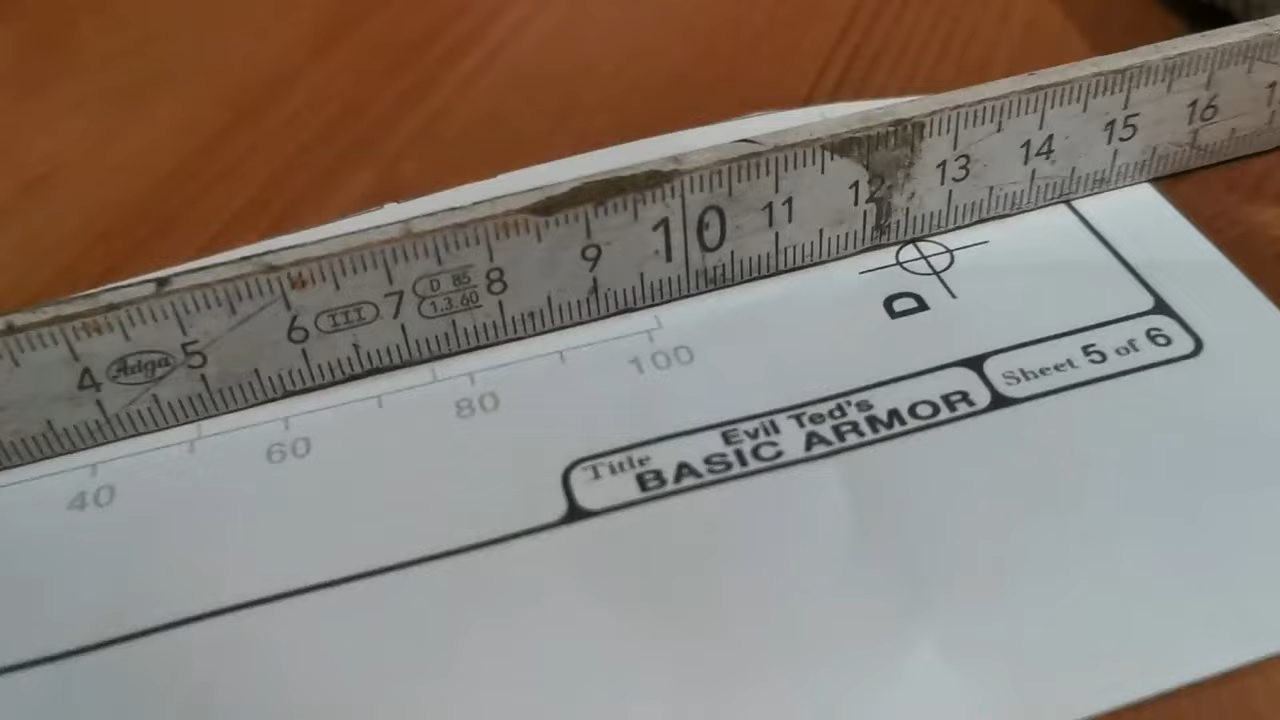 4 Adga 5 6 III 7 D 85 8 9 10 11 12 13 14 15 16
1.3.60
40 60 80 100
D
Title
Evil Ted's
BASIC ARMOR
Sheet 5 of 6